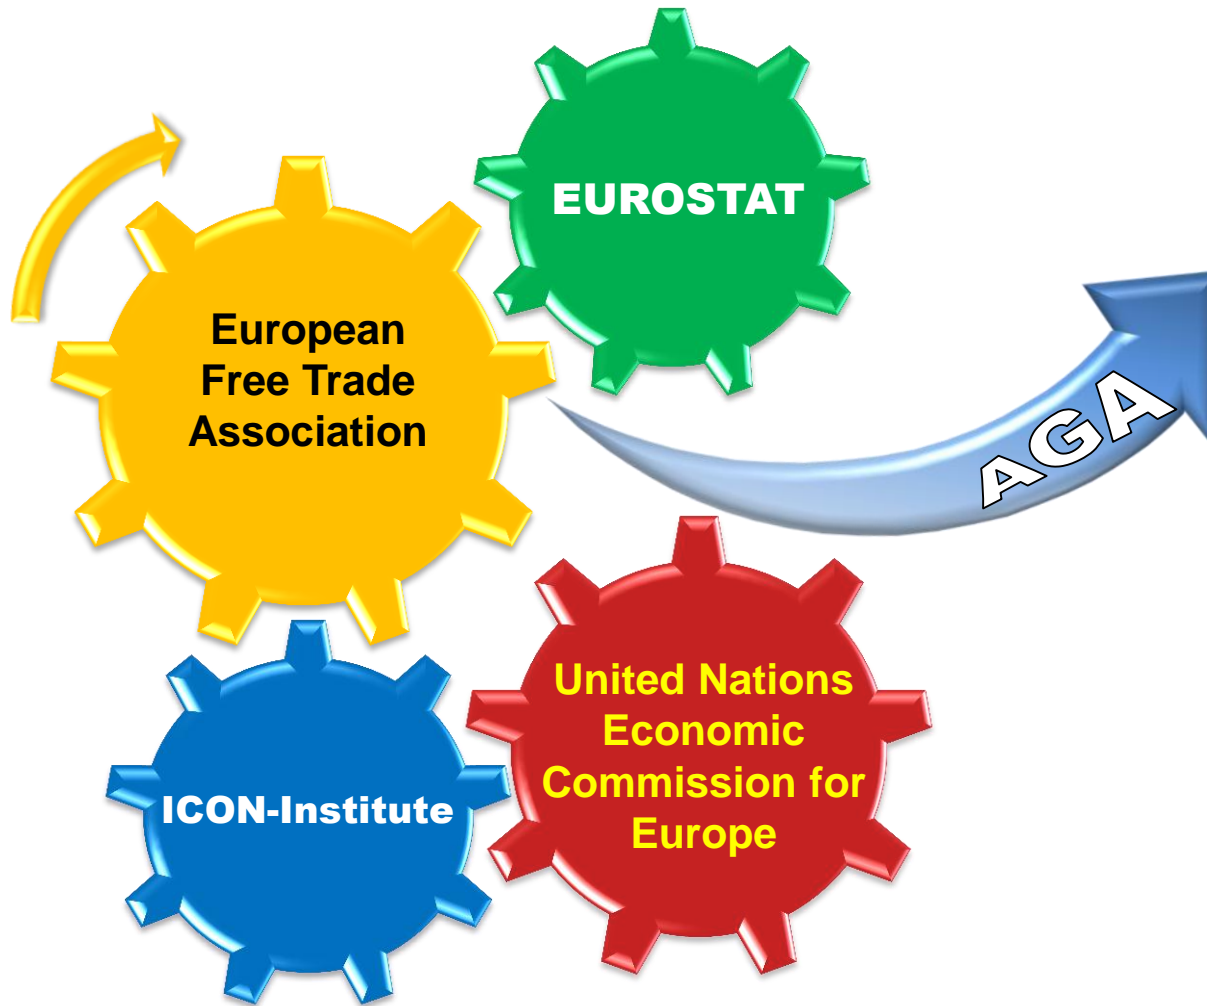 EUROSTAT
European
Free Trade
Association
AGA
United Nations
Economic
Commission for
Europe
ICON-Institute